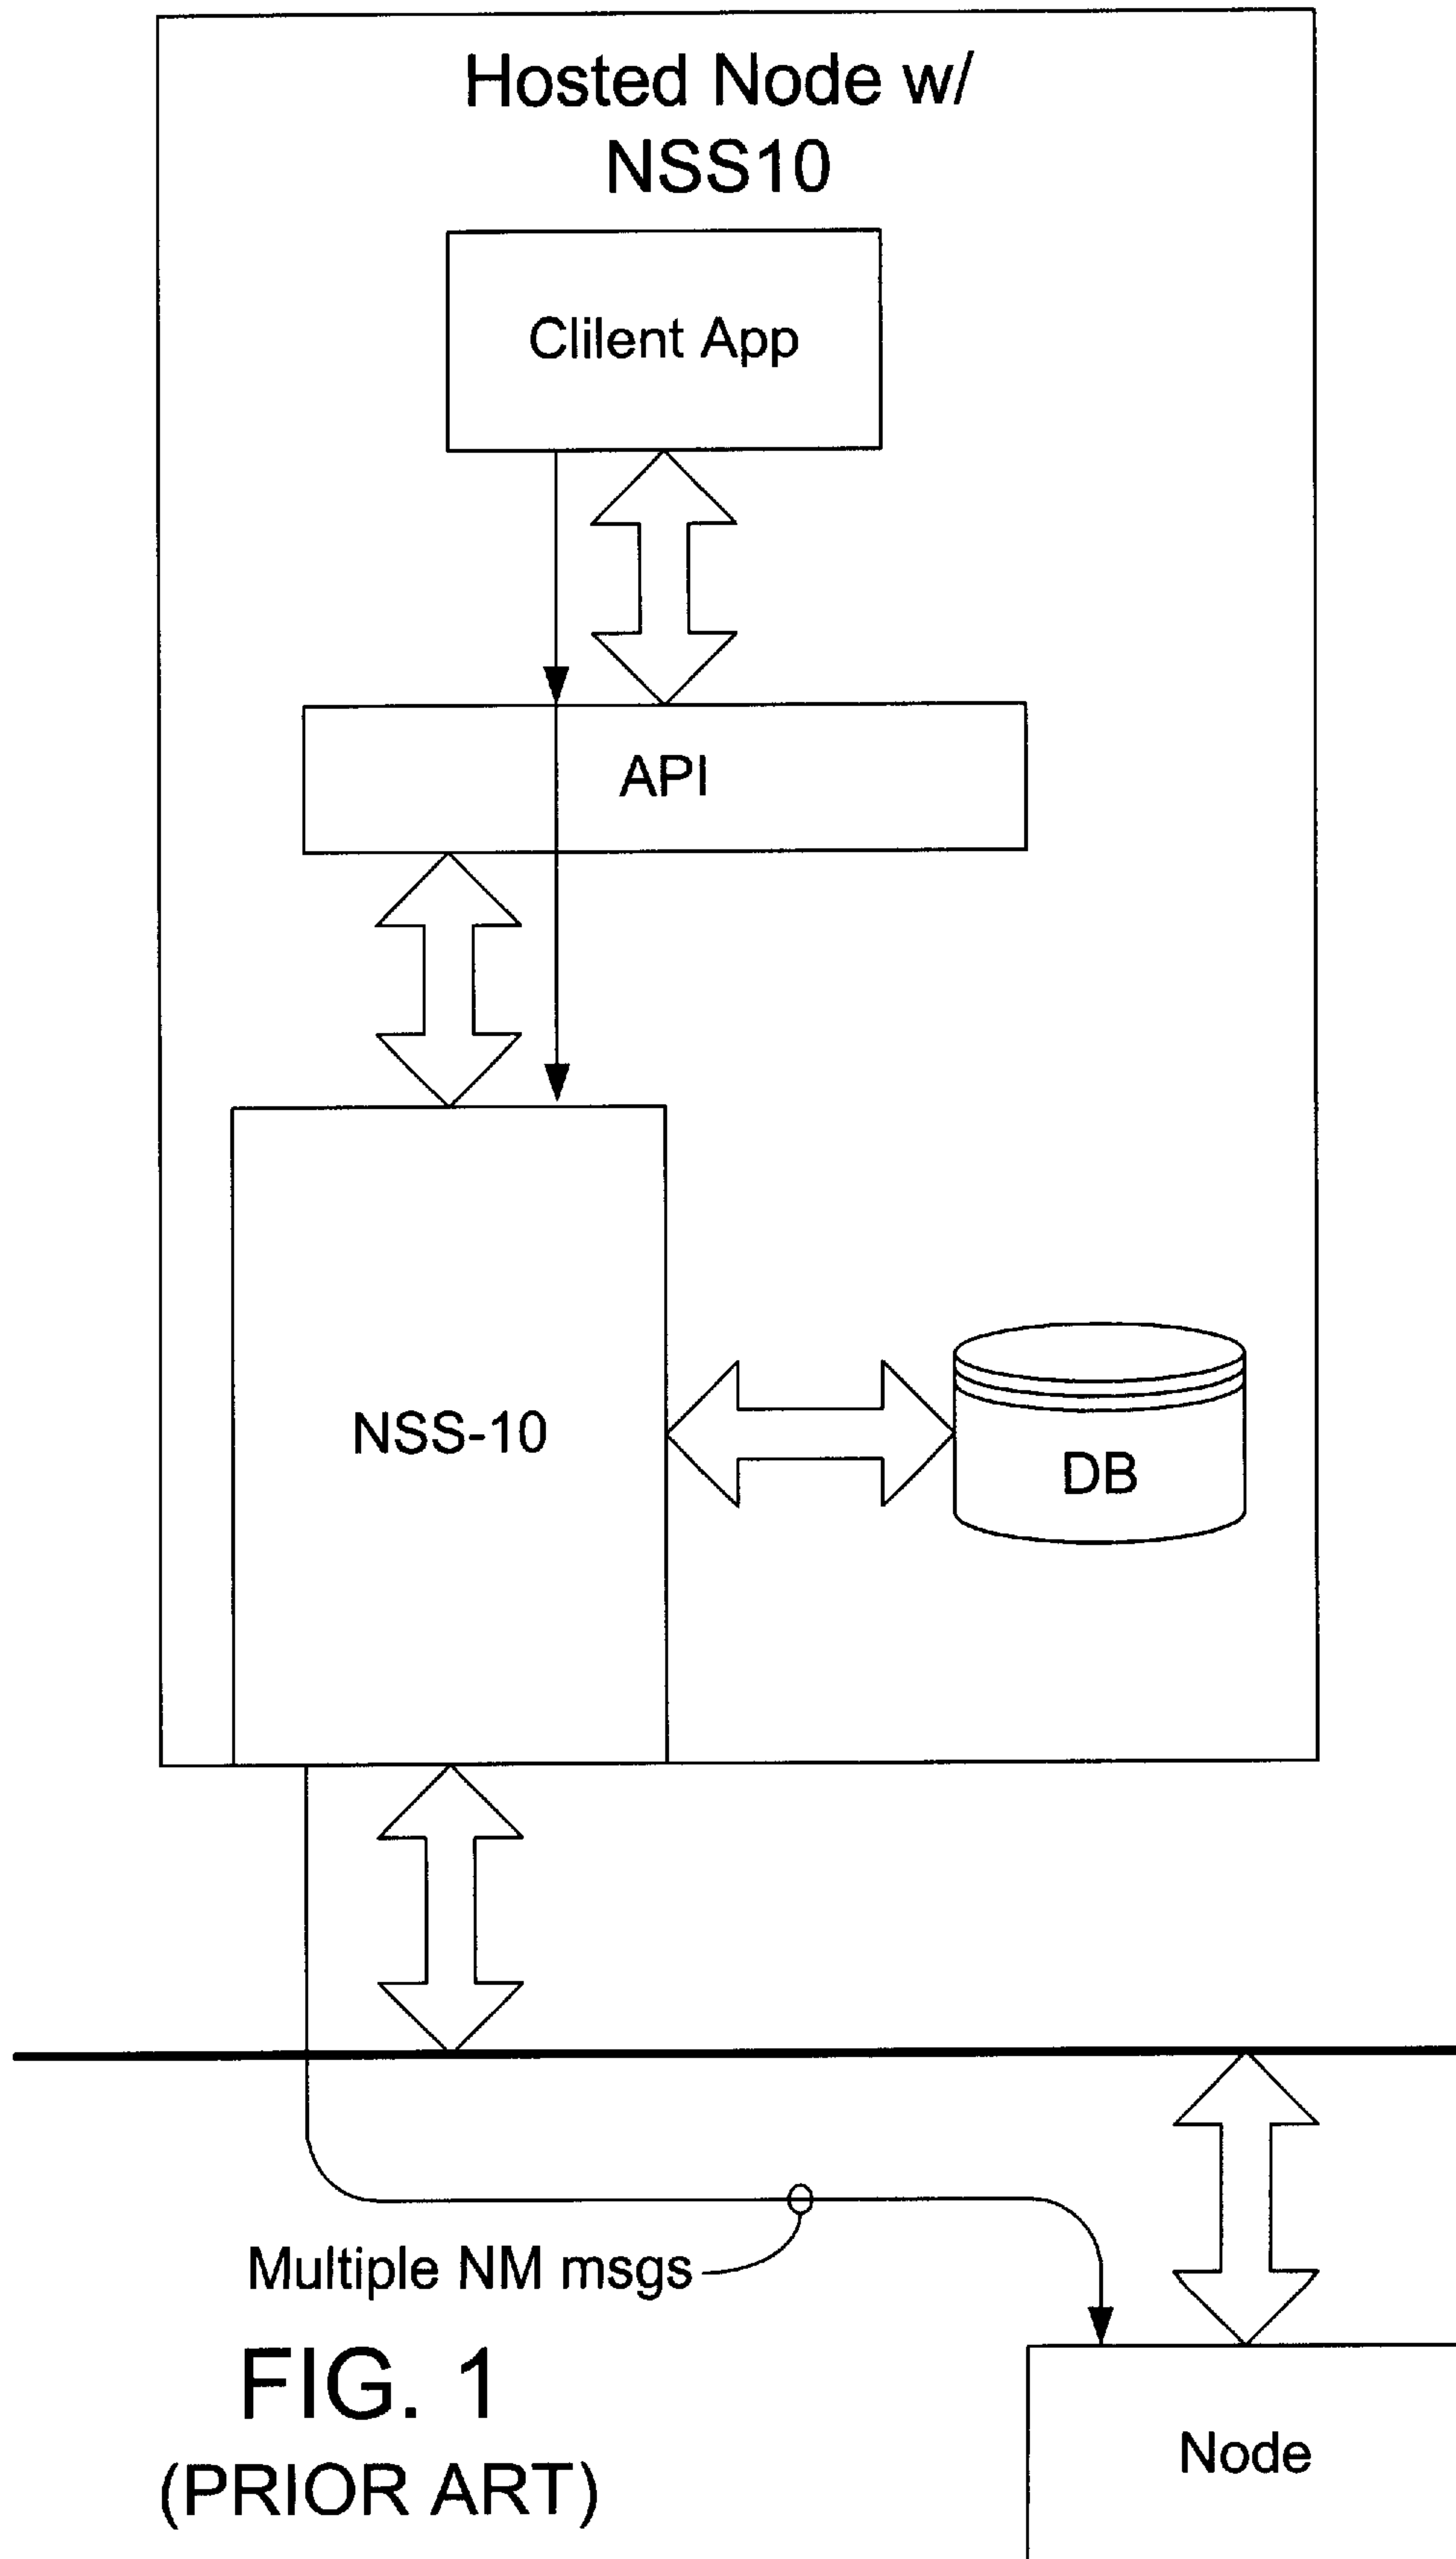 Hosted Node w/
NSS10
Clilent App
API
NSS-10
DB
Multiple NM msgs
FIG. 1
(PRIOR ART)
Node